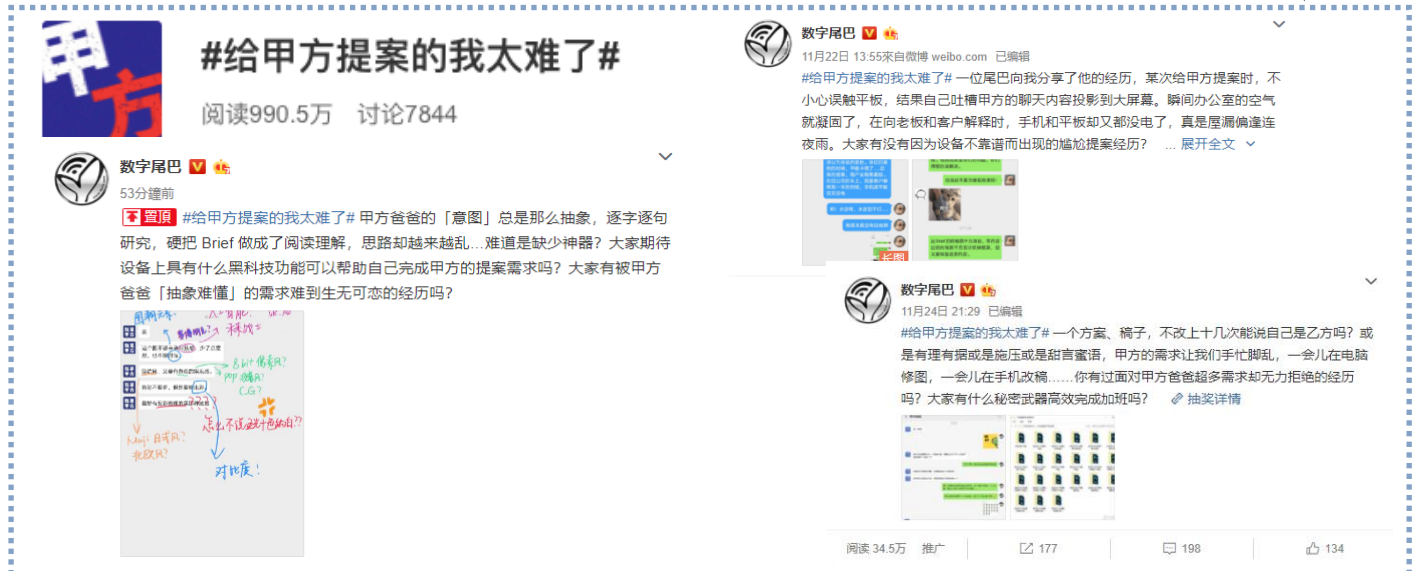 甲方
#给甲方提案的我太难了#
阅读990.5万 讨论7844
数字尾巴
53分鐘前
置頂 #给甲方提案的我太难了# 甲方爸爸的「意图」总是那么抽象，逐字逐句
研究，硬把 Brief 做成了阅读理解，思路却越来越乱…难道是缺少神器？大家期待
设备上具有什么黑科技功能可以帮助自己完成甲方的提案需求吗？大家有被甲方
爸爸「抽象难懂」的需求难到生无可恋的经历吗？
8bit 像素风？
C.G？
怎么不说五彩斑斓的白？？
Muji 日式风？
北欧风？
对比度！
数字尾巴
11月22日 13:55來自微博 weibo.com 已编辑
#给甲方提案的我太难了# 一位尾巴向我分享了他的经历，某次给甲方提案时，不
小心误触平板，结果自己吐槽甲方的聊天内容投影到大屏幕。瞬间办公室的空气
就凝固了，在向老板和客户解释时，手机和平板却又都没电了，真是屋漏偏逢连
夜雨。大家有没有因为设备不靠谱而出现的尴尬提案经历？ ... 展开全文
长图
数字尾巴
11月24日 21:29 已编辑
#给甲方提案的我太难了# 一个方案、稿子，不改上十几次能说自己是乙方吗？或
是有理有据或是施压或是甜言蜜语，甲方的需求让我们手忙脚乱，一会儿在电脑
修图，一会儿在手机改稿……你有过面对甲方爸爸超多需求却无力拒绝的经历
吗？大家有什么秘密武器高效完成加班吗？ 抽奖详情
阅读 34.5万 推广 177 198 134